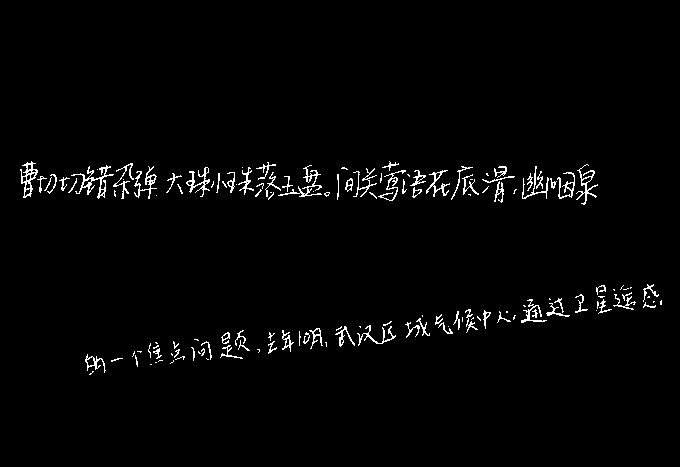 曹切切错杂弹大珠小珠落玉盘。间关莺语花底滑,幽咽泉
的一个焦点问题,去年10月,武汉区域气候中心,通过卫星遥感